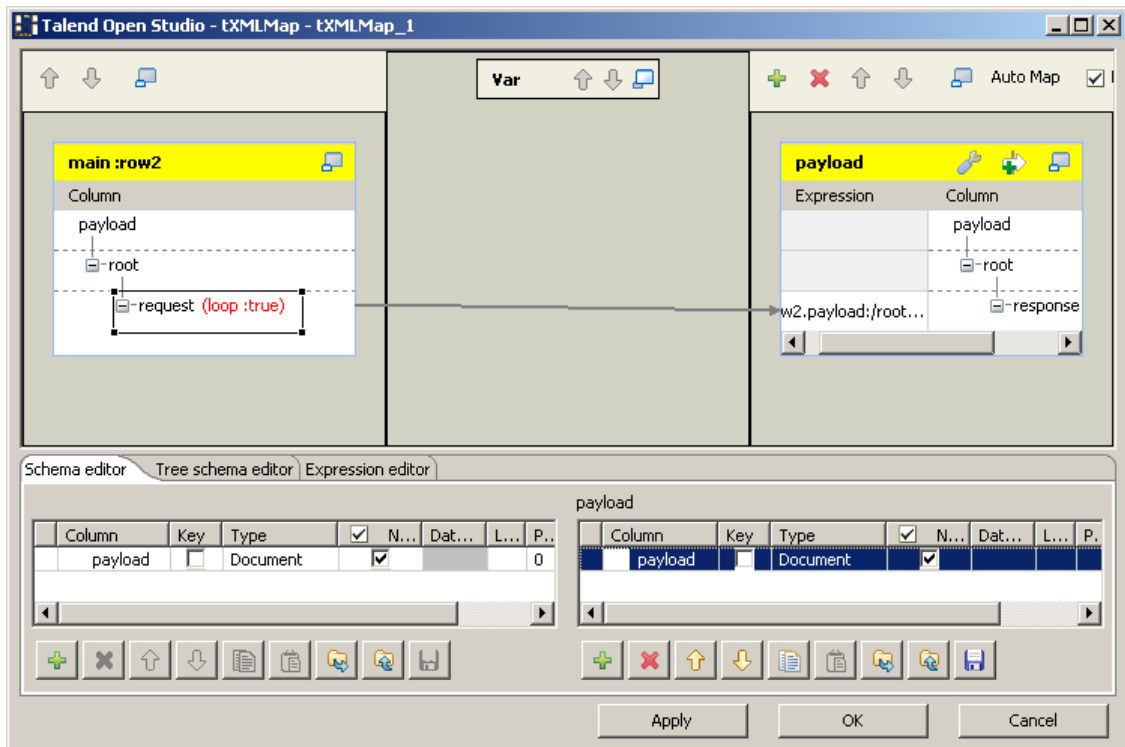 Talend Open Studio - tXMLMap - tXMLMap_1
Var
Auto Map
main :row2
Column
payload
root
request (loop :true)
payload
Expression Column
payload
root
w2.payload:/root... response
Schema editor Tree schema editor Expression editor
payload
Column Key Type N... Dat... L... P..
payload Document 0
Column Key Type N... Dat... L... P.
payload Document
Apply OK Cancel